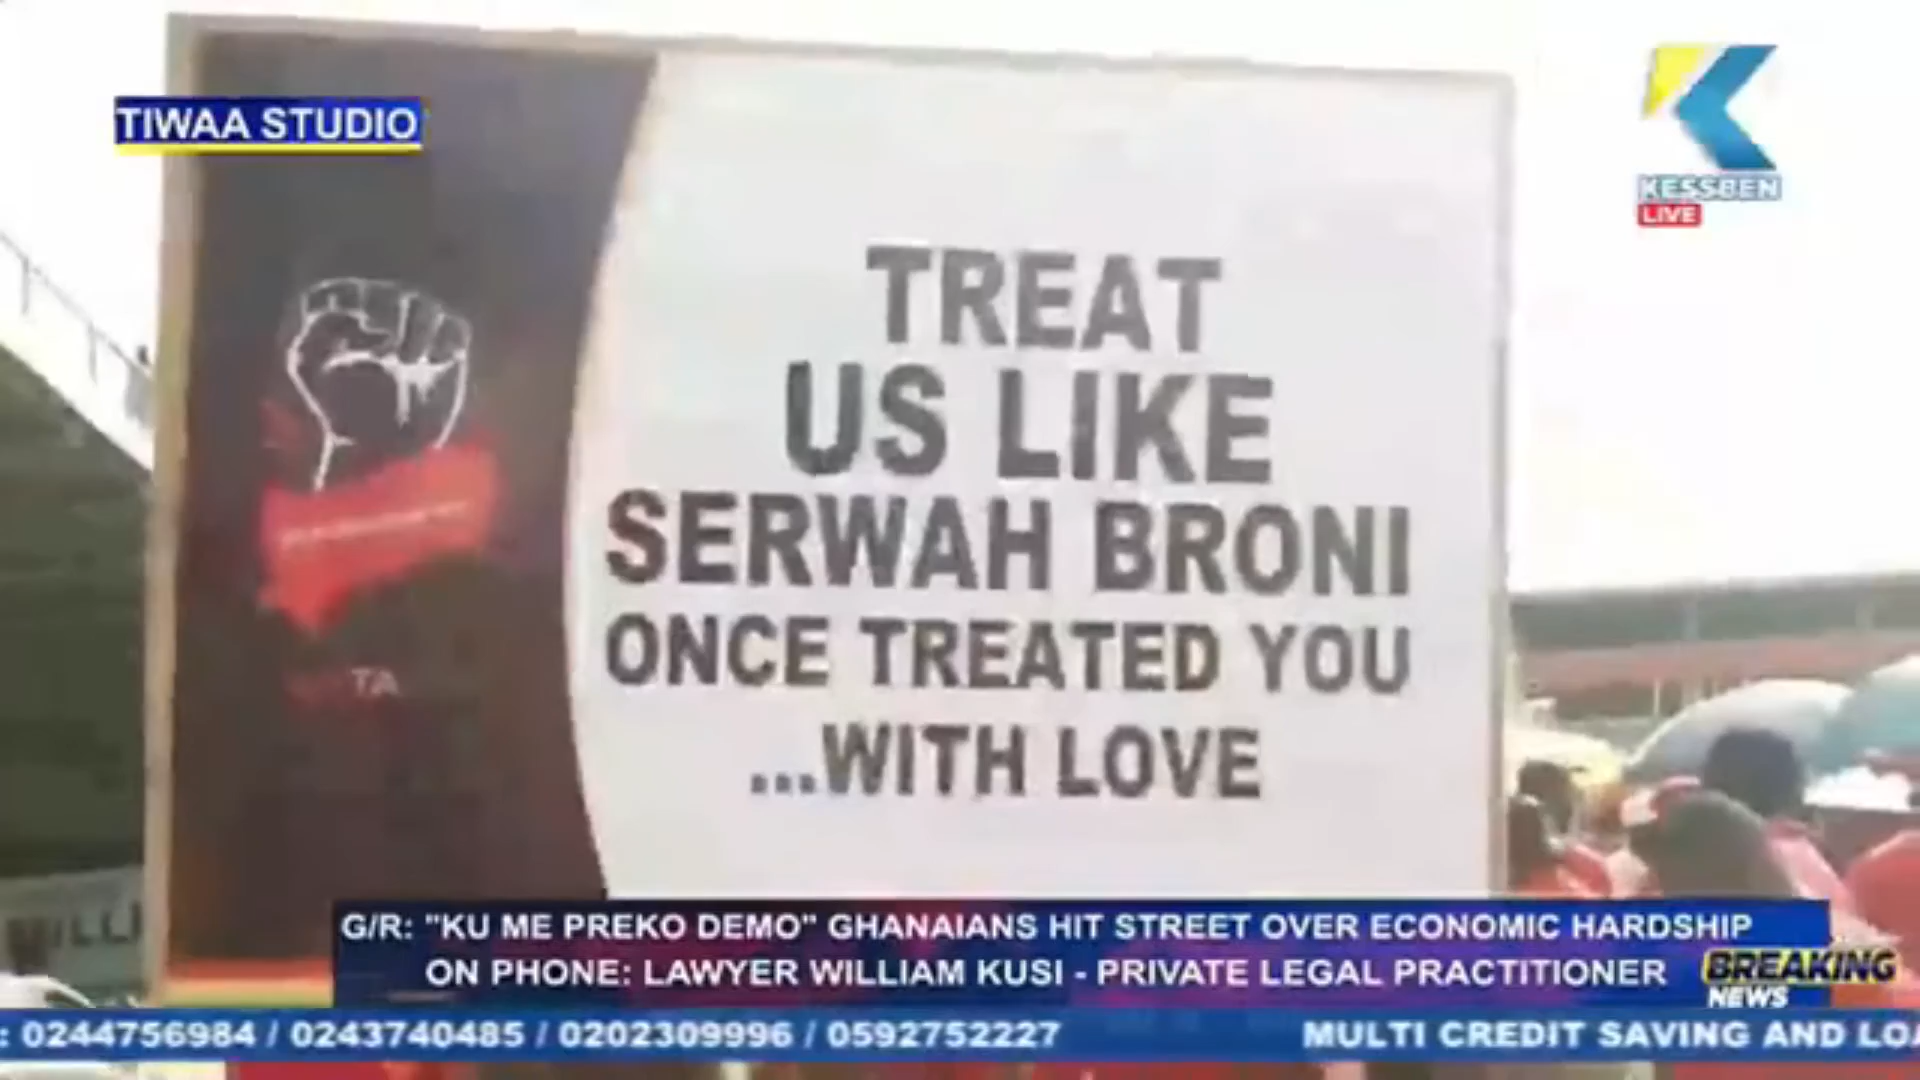 TIWAA STUDIO
KESSBEN
LIVE
TREAT
US LIKE
SERWAH BRONI
ONCE TREATED YOU
...WITH LOVE
TA
G/R: "KU ME PREKO DEMO" GHANAIANS HIT STREET OVER ECONOMIC HARDSHIP
ON PHONE: LAWYER WILLIAM KUSI - PRIVATE LEGAL PRACTITIONER
BREAKING
NEWS
: 0244756984 / 0243740485 / 0202309996 / 0592752227
MULTI CREDIT SAVING AND LOA